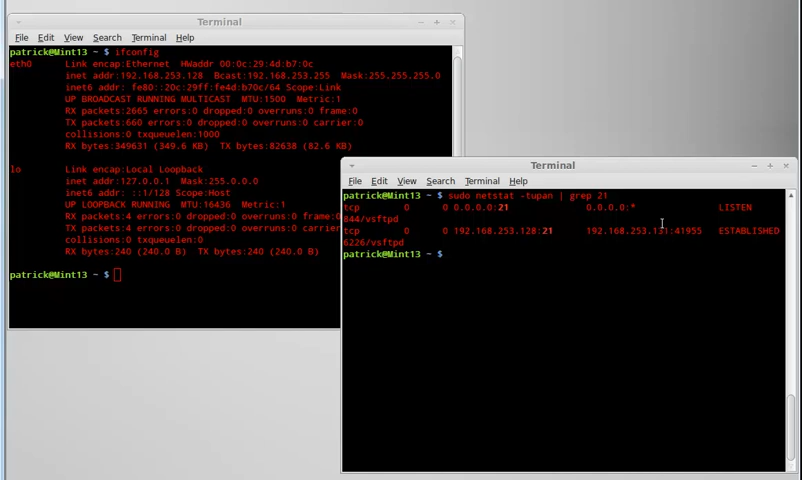 Terminal
File Edit View Search Terminal Help
patrick@Mint13 ~ $ ifconfig
eth0 Link encap:Ethernet HWaddr 00:0c:29:4d:b7:0c
inet addr:192.168.253.128 Bcast:192.168.253.255 Mask:255.255.255.0
inet6 addr: fe80::20c:29ff:fe4d:b70c/64 Scope:Link
UP BROADCAST RUNNING MULTICAST MTU:1500 Metric:1
RX packets:2665 errors:0 dropped:0 overruns:0 frame:0
TX packets:660 errors:0 dropped:0 overruns:0 carrier:0
collisions:0 txqueuelen:1000
RX bytes:349631 (349.6 KB) TX bytes:82638 (82.6 KB)
lo Link encap:Local Loopback
inet addr:127.0.0.1 Mask:255.0.0.0
inet6 addr: ::1/128 Scope:Host
UP LOOPBACK RUNNING MTU:16436 Metric:1
RX packets:4 errors:0 dropped:0 overruns:0 frame:0
TX packets:4 errors:0 dropped:0 overruns:0 carrier
collisions:0 txqueuelen:0
RX bytes:240 (240.0 B) TX bytes:240 (240.0 B)
patrick@Mint13 ~ $
Terminal
File Edit View Search Terminal Help
patrick@Mint13 ~ $ sudo netstat -tupan | grep 21
tcp 0 0 0.0.0.0:21 0.0.0.0:* LISTEN
844/vsftpd
tcp 0 0 192.168.253.128:21 192.168.253.131:41955 ESTABLISHED
6226/vsftpd
patrick@Mint13 ~ $